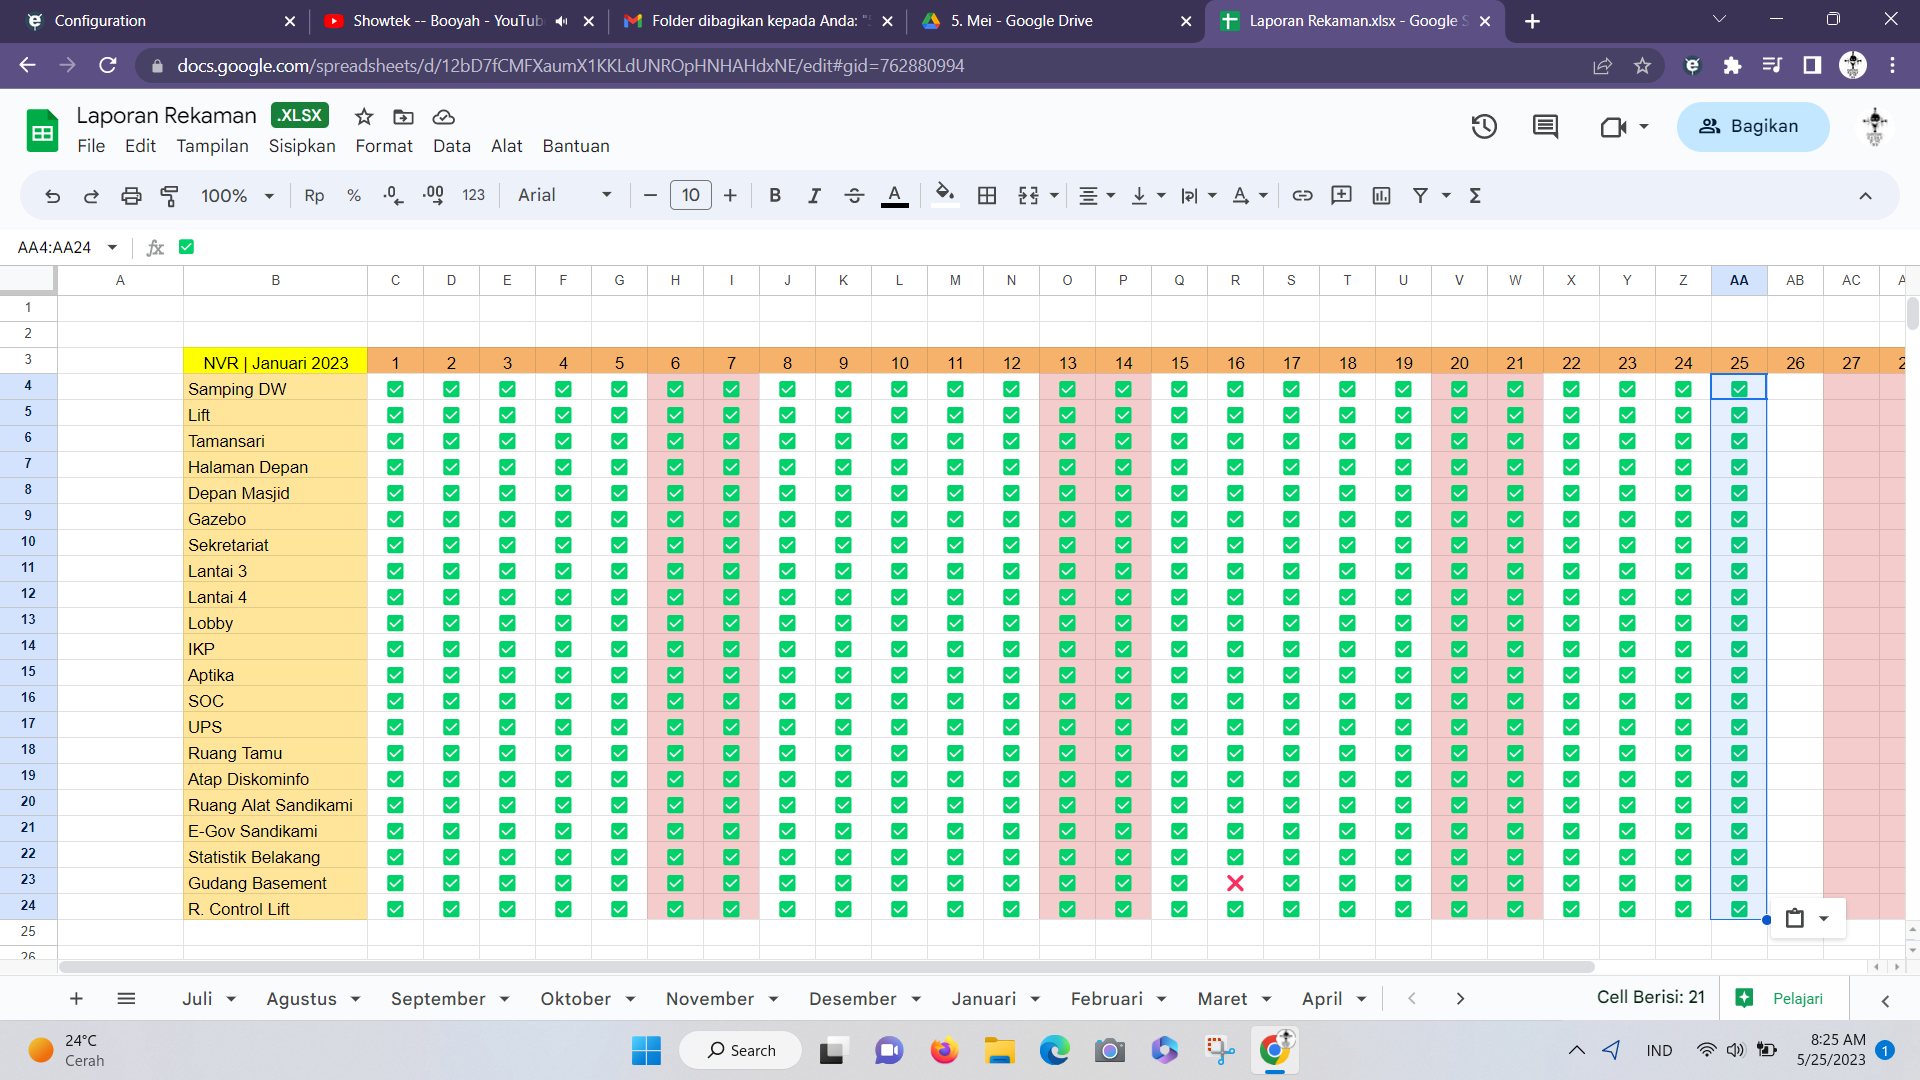 Configuration
Showtek -- Booyah - YouTub
Folder dibagikan kepada Anda: "
5. Mei - Google Drive
Laporan Rekaman.xlsx - Google S
docs.google.com/spreadsheets/d/12bD7fCMFXaumX1KKLdUNROpHNHAHdxNE/edit#gid=762880994
Laporan Rekaman .XLSX
File Edit Tampilan Sisipkan Format Data Alat Bantuan
Bagikan
100% Rp % .0 .00 123 Arial 10 B I S A
AA4:AA24 fx ✅
A B C D E F G H I J K L M N O P Q R S T U V W X Y Z AA AB AC A
1
2
3 NVR | Januari 2023 1 2 3 4 5 6 7 8 9 10 11 12 13 14 15 16 17 18 19 20 21 22 23 24 25 26 27 2
4 Samping DW
5 Lift
6 Tamansari
7 Halaman Depan
8 Depan Masjid
9 Gazebo
10 Sekretariat
11 Lantai 3
12 Lantai 4
13 Lobby
14 IKP
15 Aptika
16 SOC
17 UPS
18 Ruang Tamu
19 Atap Diskominfo
20 Ruang Alat Sandikami
21 E-Gov Sandikami
22 Statistik Belakang
23 Gudang Basement
24 R. Control Lift
25
26
Juli Agustus September Oktober November Desember Januari Februari Maret April
Cell Berisi: 21
Pelajari
24°C
Cerah
Search
IND
8:25 AM
5/25/2023
1